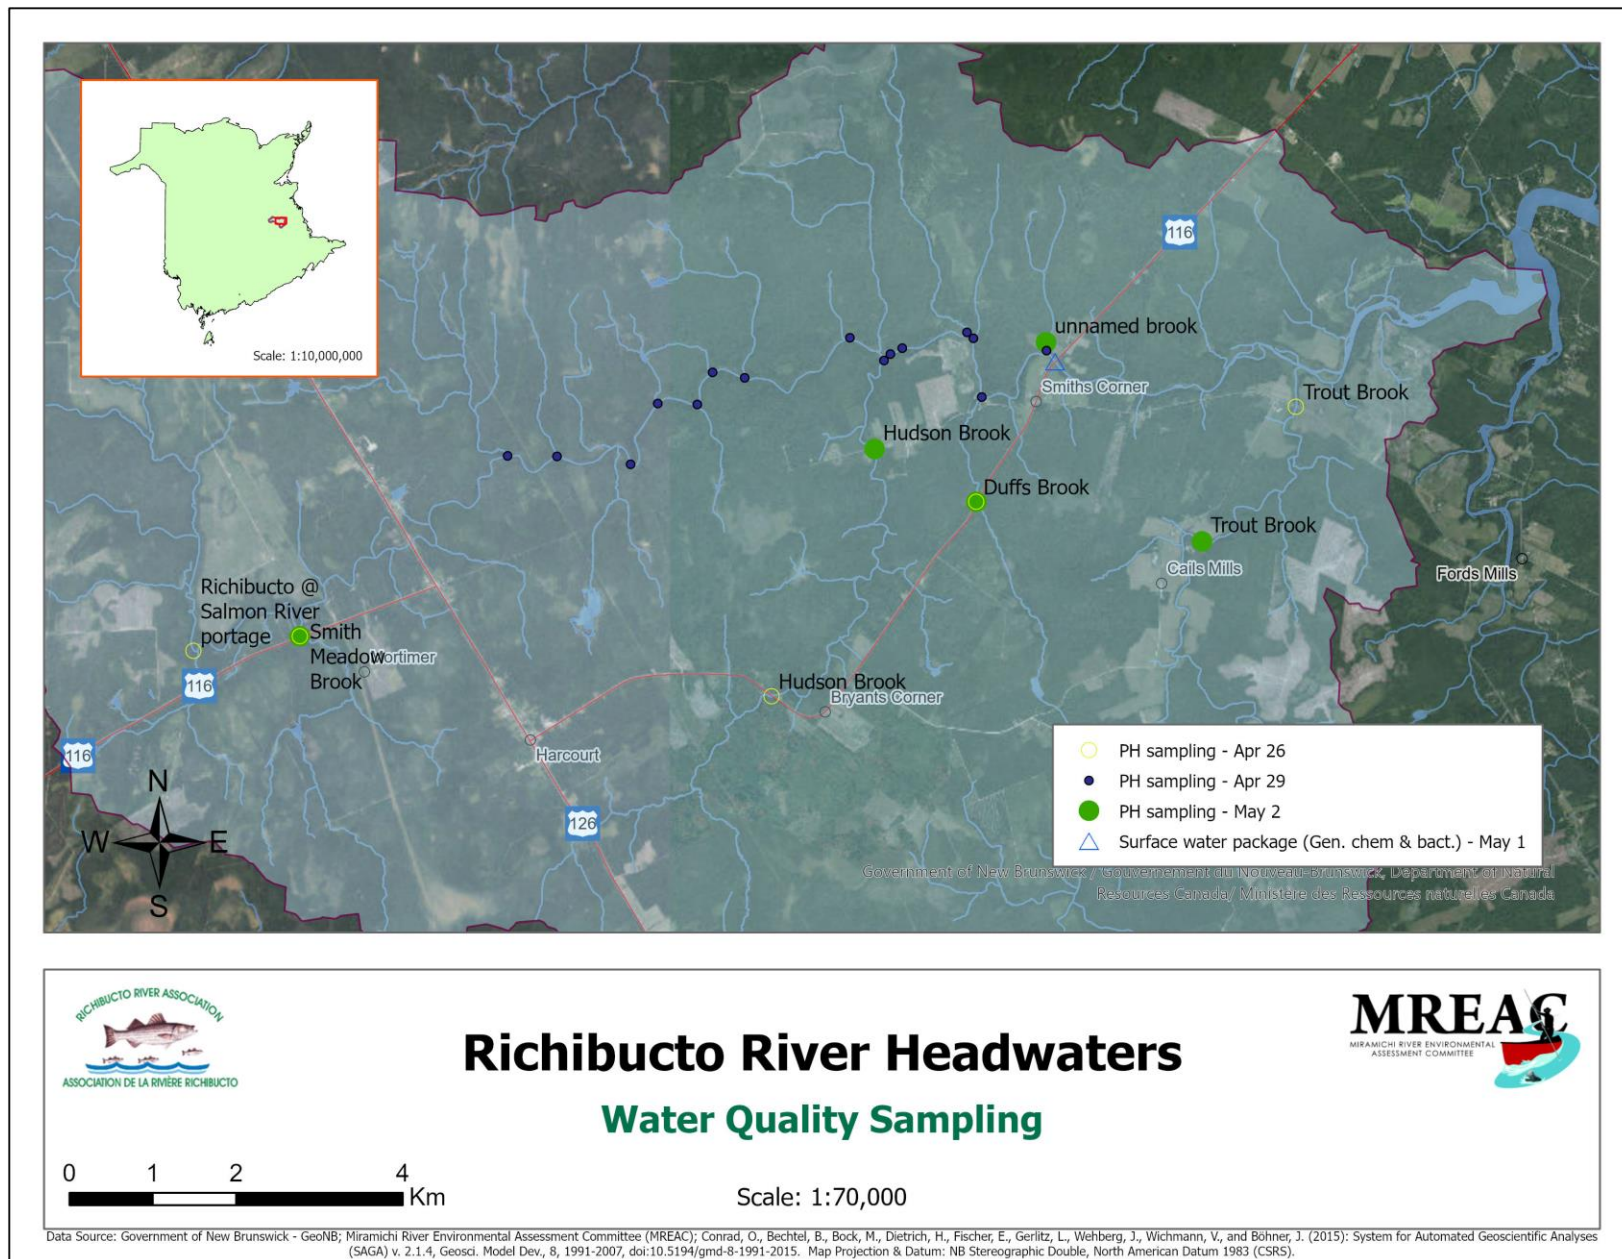 Scale: 1:10,000,000
116
unnamed brook
Smiths Corner
Trout Brook
Hudson Brook
Duffs Brook
Trout Brook
Cails Mills
Fords Mills
Richibucto @
Salmon River
portage
Smith
Meadow
Brook
Mortimer
116
Hudson Brook
Bryants Corner
Harcourt
116
126
N
W
E
S
PH sampling - Apr 26
PH sampling - Apr 29
PH sampling - May 2
Surface water package (Gen. chem & bact.) - May 1
Government of New Brunswick / Gouvernement du Nouveau-Brunswick, Department of Natural
Resources Canada/ Ministère des Ressources naturelles Canada
RICHIBUCTO RIVER ASSOCIATION
ASSOCIATION DE LA RIVIÈRE RICHIBUCTO
Richibucto River Headwaters
Water Quality Sampling
MREAC
MIRAMICHI RIVER ENVIRONMENTAL
ASSESSMENT COMMITTEE
0 1 2 4
Km
Scale: 1:70,000
Data Source: Government of New Brunswick - GeoNB; Miramichi River Environmental Assessment Committee (MREAC); Conrad, O., Bechtel, B., Bock, M., Dietrich, H., Fischer, E., Gerlitz, L., Wehberg, J., Wichmann, V., and Böhner, J. (2015): System for Automated Geoscientific Analyses
(SAGA) v. 2.1.4, Geosci. Model Dev., 8, 1991-2007, doi:10.5194/gmd-8-1991-2015. Map Projection & Datum: NB Stereographic Double, North American Datum 1983 (CSRS).